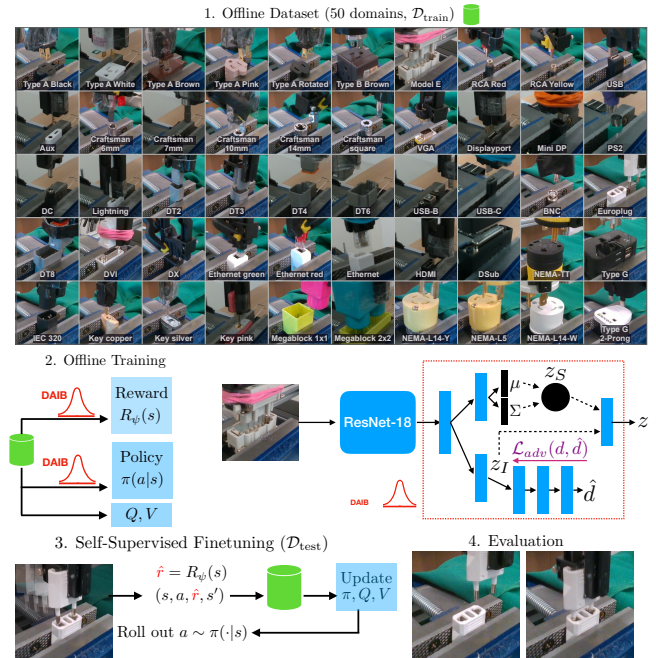 1. Offline Dataset (50 domains, 𝒟train)
Type A Black Type A White Type A Brown Type A Pink Type A Rotated Type B Brown Model E RCA Red RCA Yellow USB
Aux Craftsman 6mm Craftsman 7mm Craftsman 10mm Craftsman 14mm Craftsman square VGA Displayport Mini DP PS2
DC Lightning DT2 DT3 DT4 DT6 USB-B USB-C BNC Europlug
DT8 DVI DX Ethernet green Ethernet red Ethernet HDMI DSub NEMA-TT Type G
IEC 320 Key copper Key silver Key pink Megablock 1x1 Megablock 2x2 NEMA-L14-Y NEMA-L5 NEMA-L14-W Type G 2-Prong
2. Offline Training
DAIB
Reward
R_ψ(s)
DAIB
Policy
π(a|s)
Q, V
ResNet-18
DAIB
μ
Σ
z_S
z
z_I
ℒ_adv(d, d̂)
d̂
3. Self-Supervised Finetuning (𝒟test)
r̂ = R_ψ(s)
(s, a, r̂, s′)
Update
π, Q, V
Roll out a ∼ π(·|s)
4. Evaluation